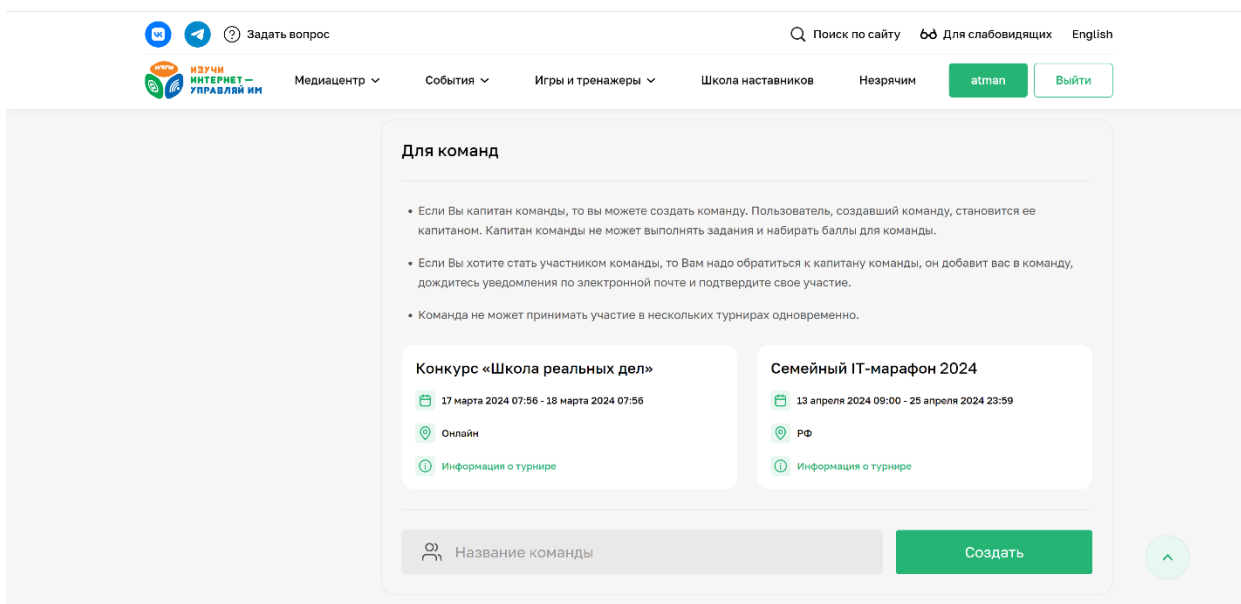 Задать вопрос
Поиск по сайту
Для слабовидящих
English
www
ИЗУЧИ
ИНТЕРНЕТ —
УПРАВЛЯЙ ИМ
Медиацентр
События
Игры и тренажеры
Школа наставников
Незрячим
atman
Выйти
Для команд
• Если Вы капитан команды, то вы можете создать команду. Пользователь, создавший команду, становится ее
капитаном. Капитан команды не может выполнять задания и набирать баллы для команды.
• Если Вы хотите стать участником команды, то Вам надо обратиться к капитану команды, он добавит вас в команду,
дождитесь уведомления по электронной почте и подтвердите свое участие.
• Команда не может принимать участие в нескольких турнирах одновременно.
Конкурс «Школа реальных дел»
17 марта 2024 07:56 - 18 марта 2024 07:56
Онлайн
Информация о турнире
Семейный IT-марафон 2024
13 апреля 2024 09:00 - 25 апреля 2024 23:59
РФ
Информация о турнире
Название команды
Создать